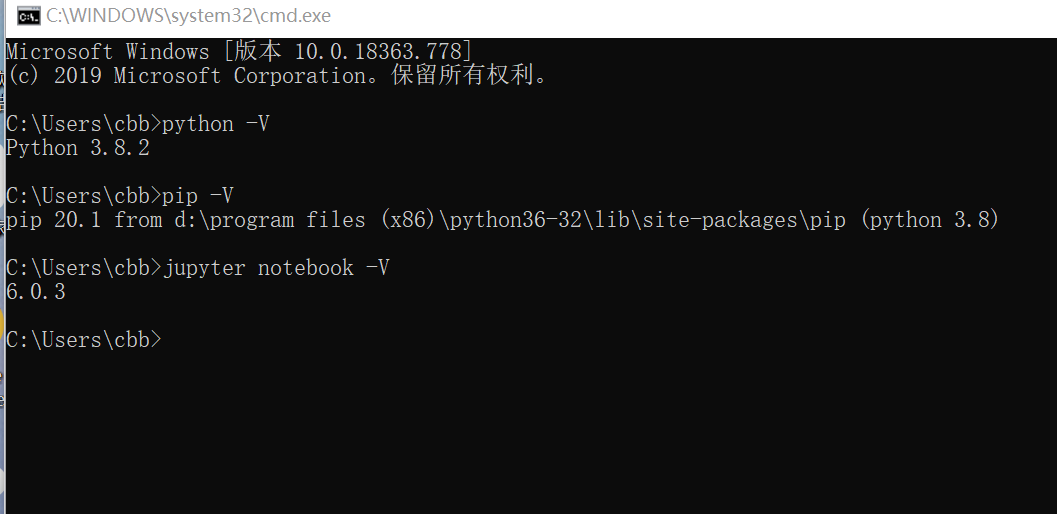 C:\WINDOWS\system32\cmd.exe
Microsoft Windows [版本 10.0.18363.778]
(c) 2019 Microsoft Corporation。保留所有权利。
C:\Users\cbb>python -V
Python 3.8.2
C:\Users\cbb>pip -V
pip 20.1 from d:\program files (x86)\python36-32\lib\site-packages\pip (python 3.8)
C:\Users\cbb>jupyter notebook -V
6.0.3
C:\Users\cbb>